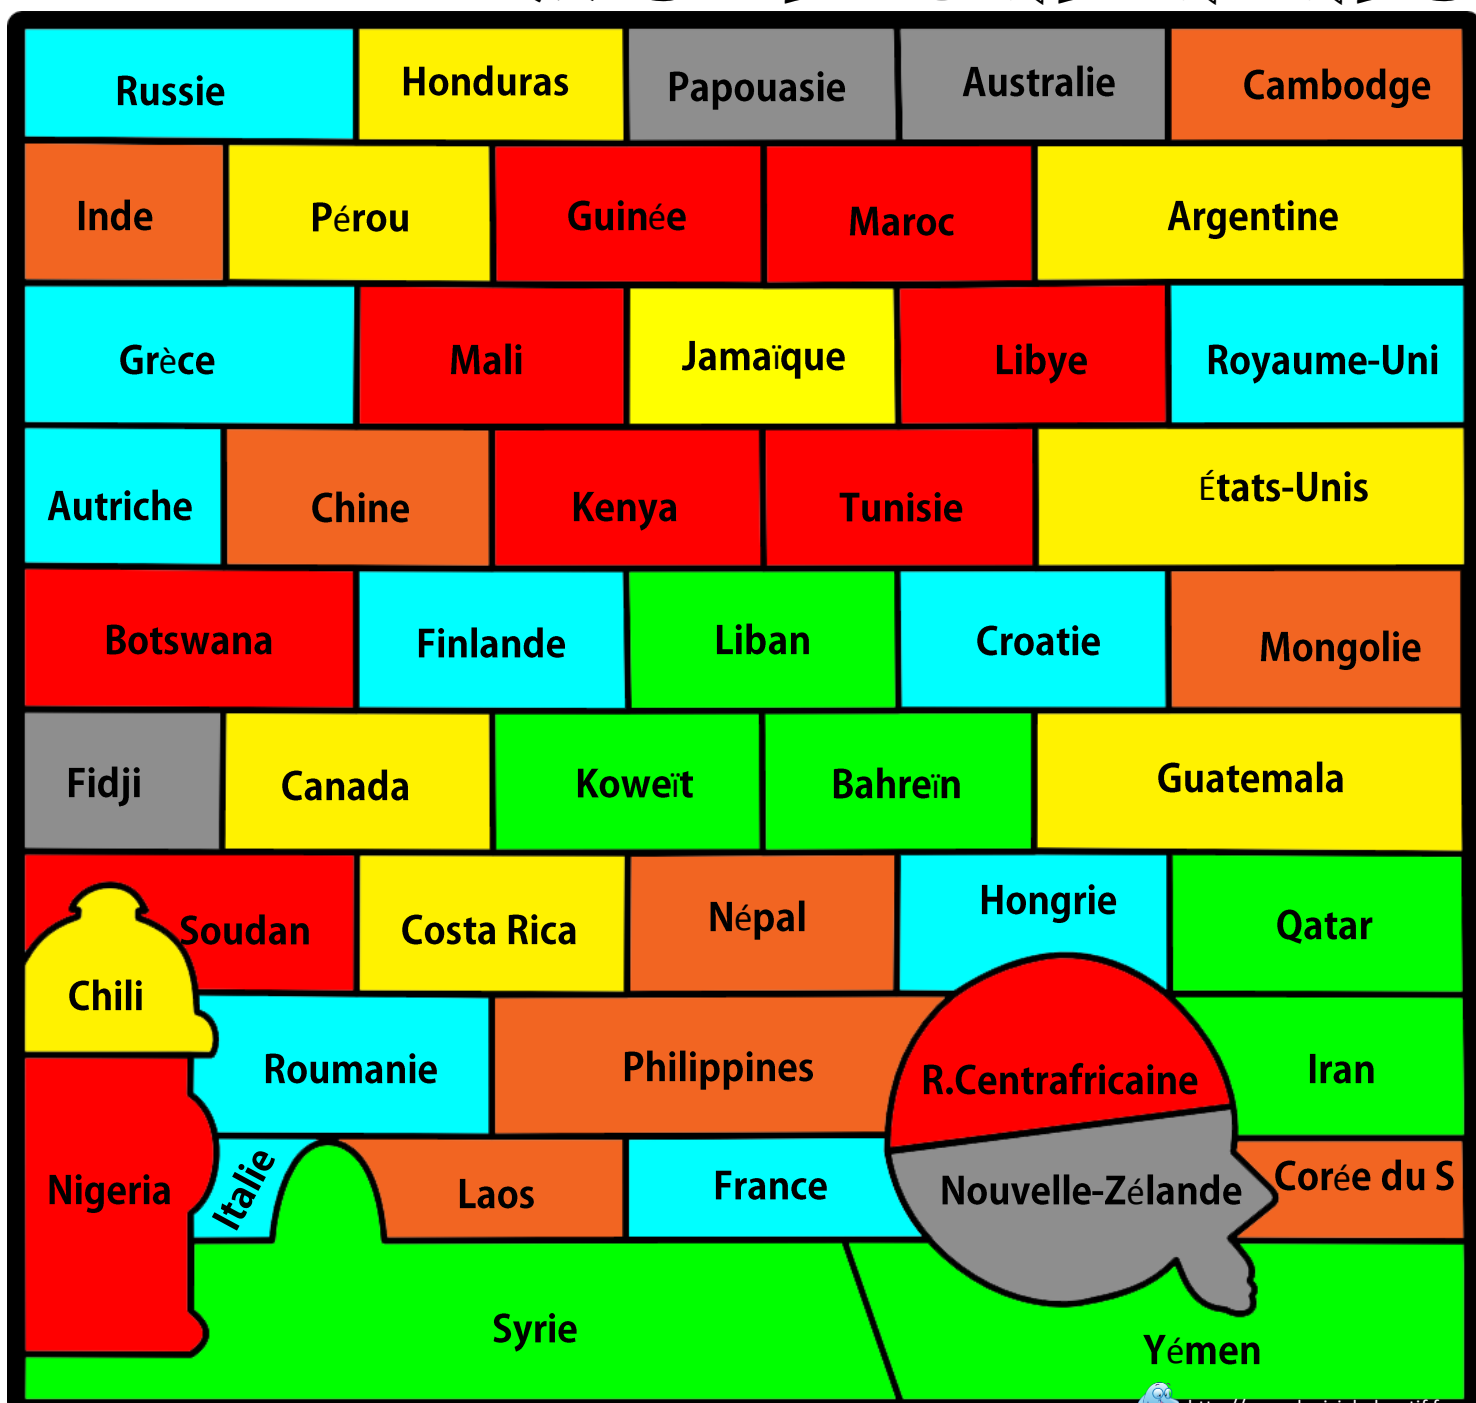 Russie
Honduras
Papouasie
Australie
Cambodge
Inde
Pérou
Guinée
Maroc
Argentine
Grèce
Mali
Jamaïque
Libye
Royaume-Uni
Autriche
Chine
Kenya
Tunisie
États-Unis
Botswana
Finlande
Liban
Croatie
Mongolie
Fidji
Canada
Koweït
Bahreïn
Guatemala
Soudan
Costa Rica
Népal
Hongrie
Qatar
Chili
Roumanie
Philippines
R.Centrafricaine
Iran
Nigeria
Italie
Laos
France
Nouvelle-Zélande
Corée du S
Syrie
Yémen